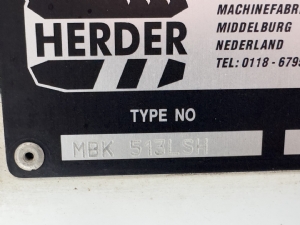 HERDER
MACHINEFABR
MIDDELBURG
NEDERLAND
TEL: 0118 - 679
TYPE NO
MBK 513LSH